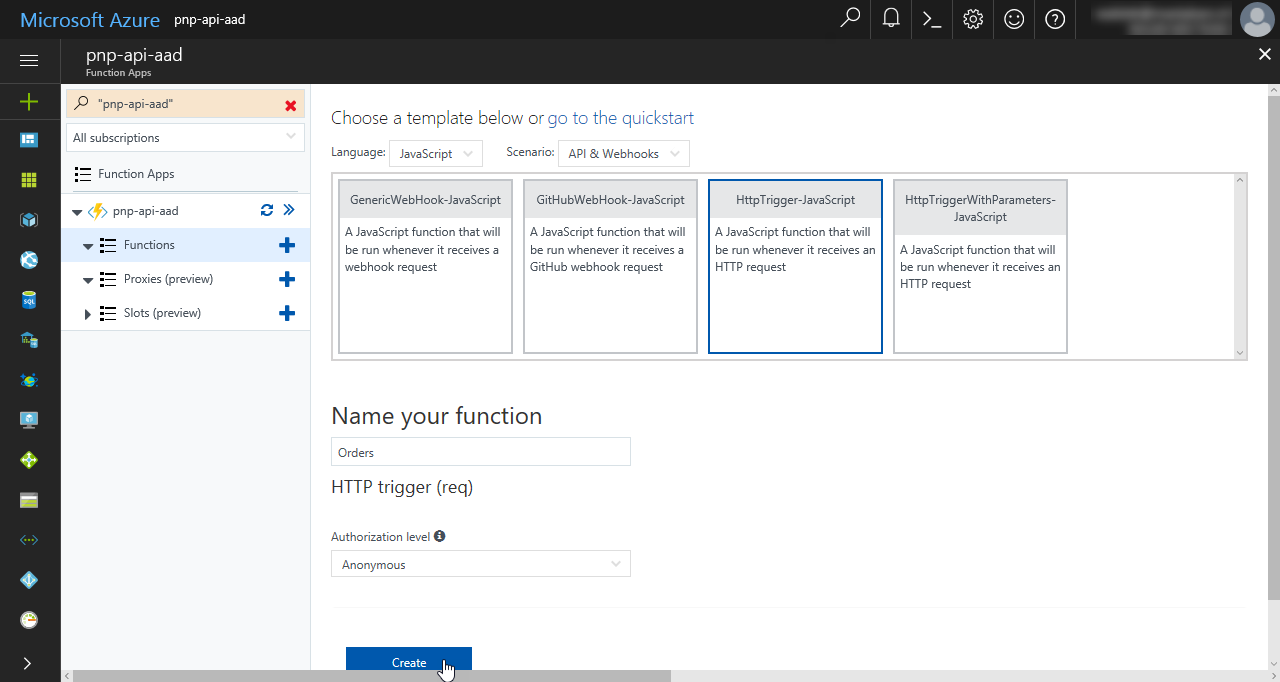 Microsoft Azure pnp-api-aad
pnp-api-aad
Function Apps
"pnp-api-aad"
All subscriptions
Function Apps
pnp-api-aad
Functions
Proxies (preview)
Slots (preview)
Choose a template below or go to the quickstart
Language: JavaScript Scenario: API & Webhooks
GenericWebHook-JavaScript
A JavaScript function that will
be run whenever it receives a
webhook request
GitHubWebHook-JavaScript
A JavaScript function that will
be run whenever it receives a
GitHub webhook request
HttpTrigger-JavaScript
A JavaScript function that will
be run whenever it receives an
HTTP request
HttpTriggerWithParameters-
JavaScript
A JavaScript function that will
be run whenever it receives an
HTTP request
Name your function
Orders
HTTP trigger (req)
Authorization level
Anonymous
Create